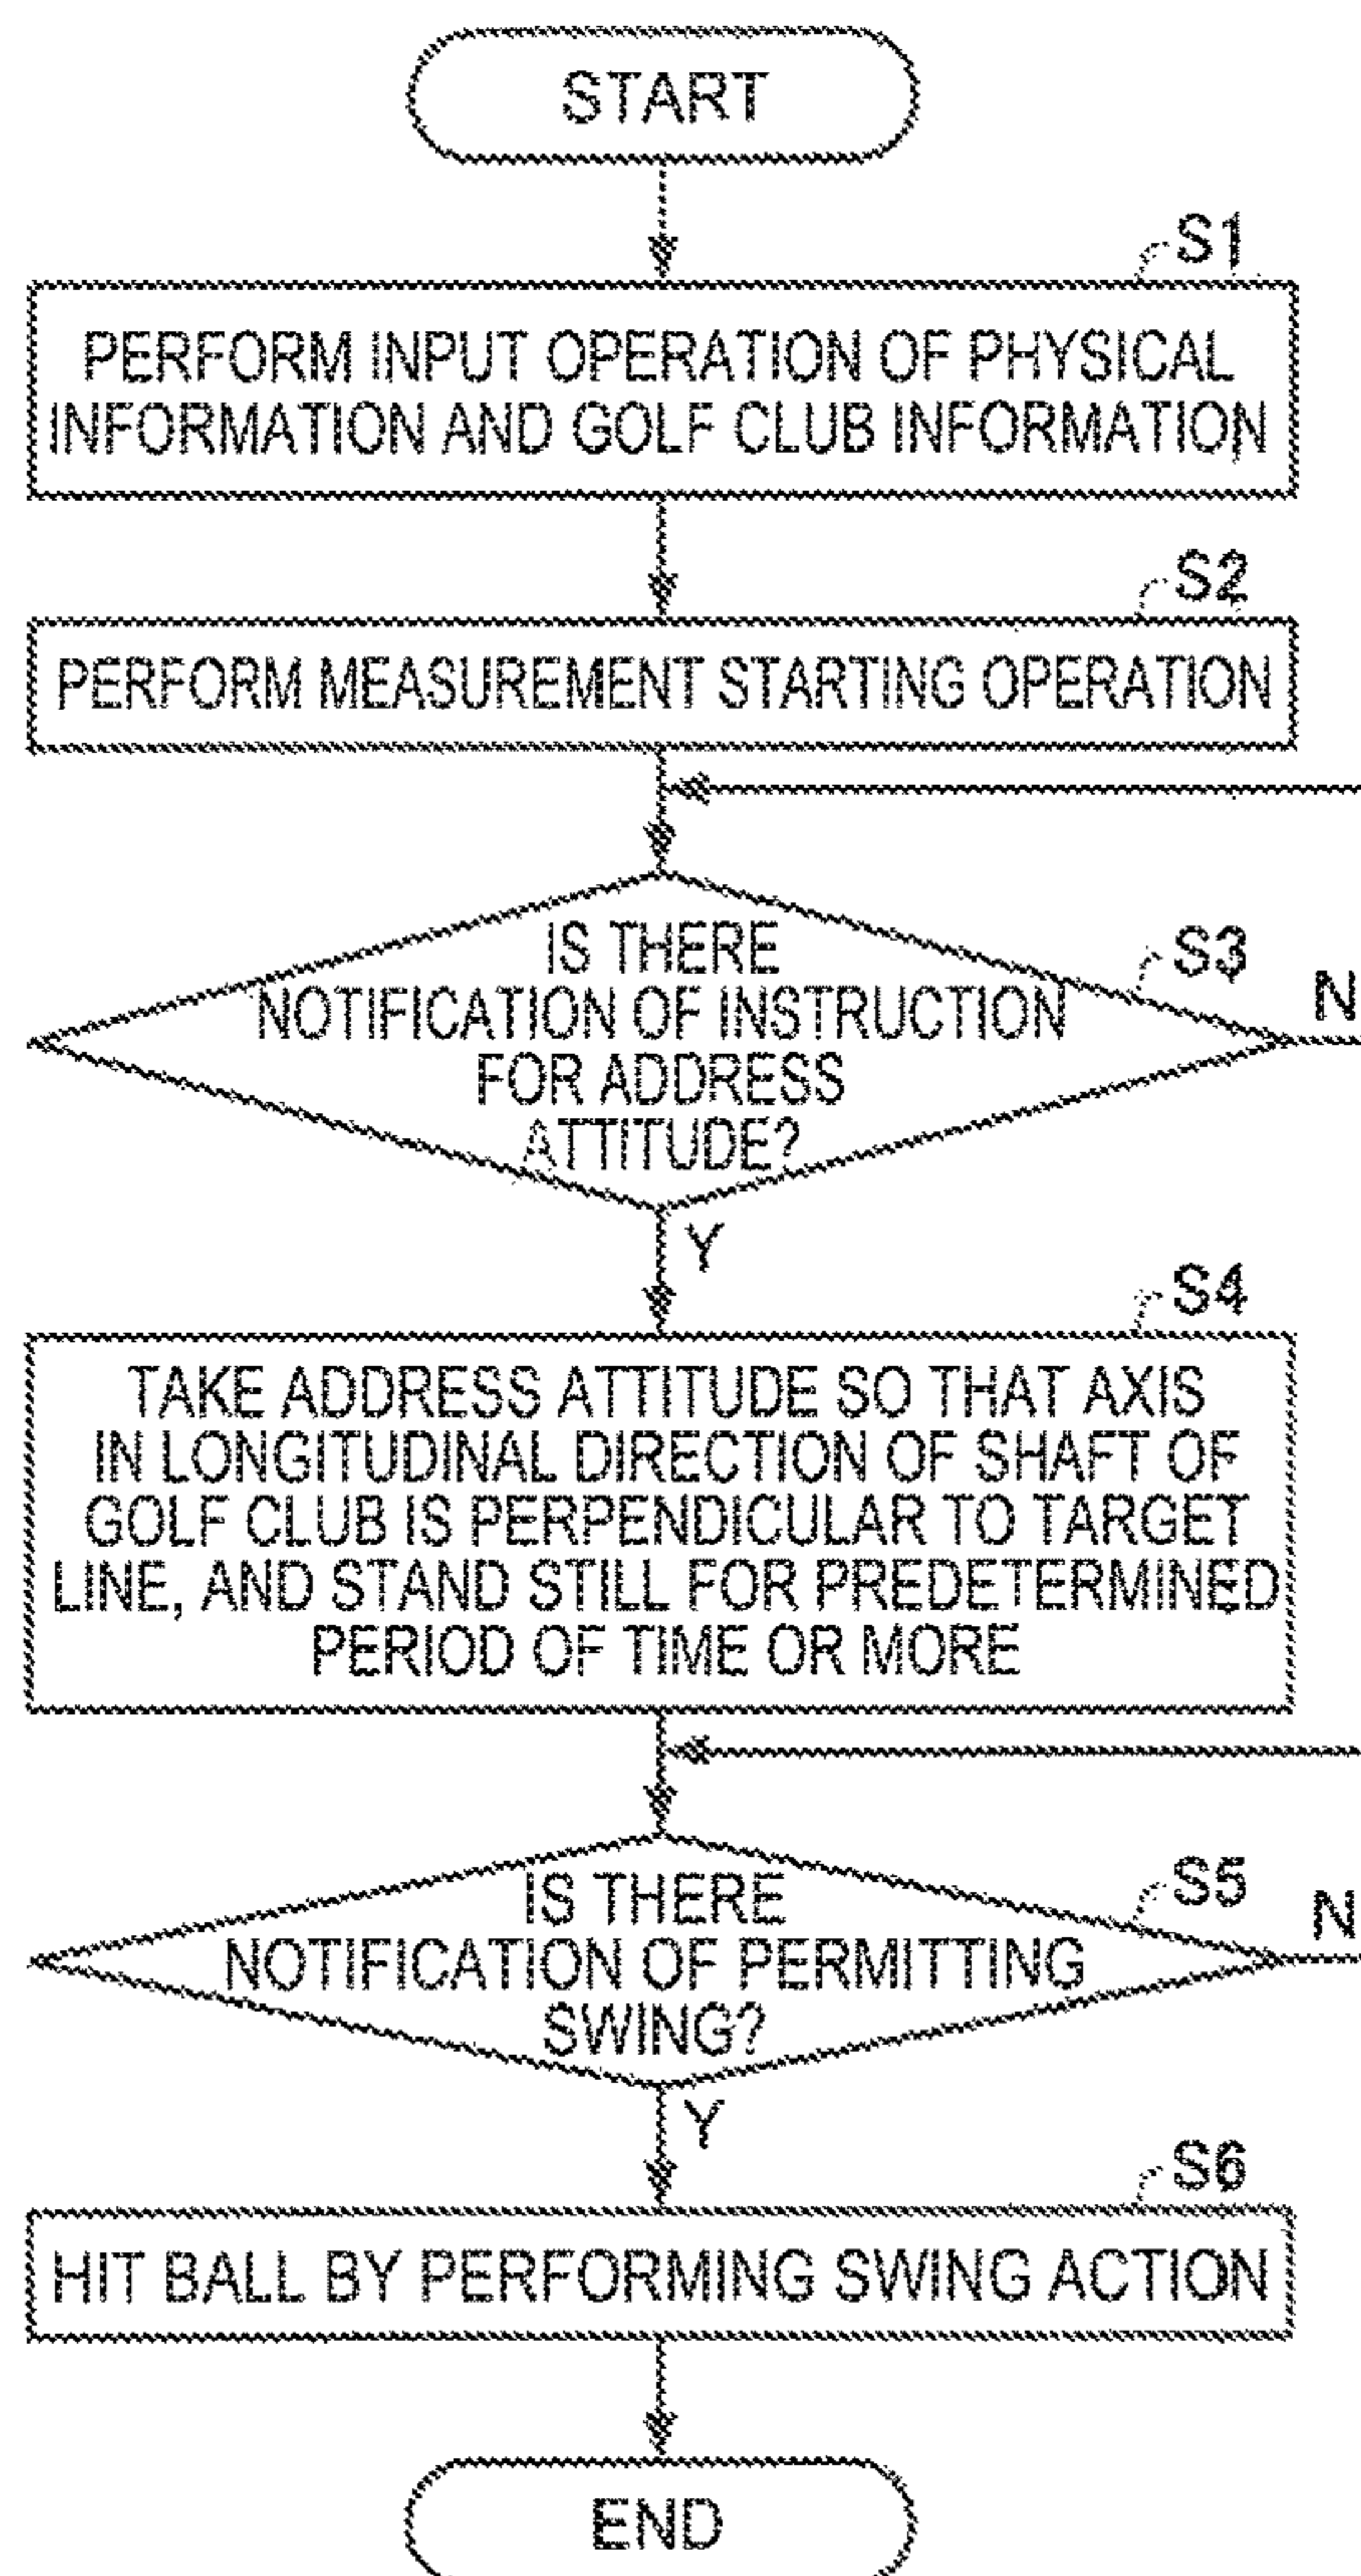 START
S1
PERFORM INPUT OPERATION OF PHYSICAL
INFORMATION AND GOLF CLUB INFORMATION
S2
PERFORM MEASUREMENT STARTING OPERATION
S3
IS THERE
NOTIFICATION OF INSTRUCTION
FOR ADDRESS
ATTITUDE?
N
Y
S4
TAKE ADDRESS ATTITUDE SO THAT AXIS
IN LONGITUDINAL DIRECTION OF SHAFT OF
GOLF CLUB IS PERPENDICULAR TO TARGET
LINE, AND STAND STILL FOR PREDETERMINED
PERIOD OF TIME OR MORE
S5
IS THERE
NOTIFICATION OF PERMITTING
SWING?
N
Y
S6
HIT BALL BY PERFORMING SWING ACTION
END